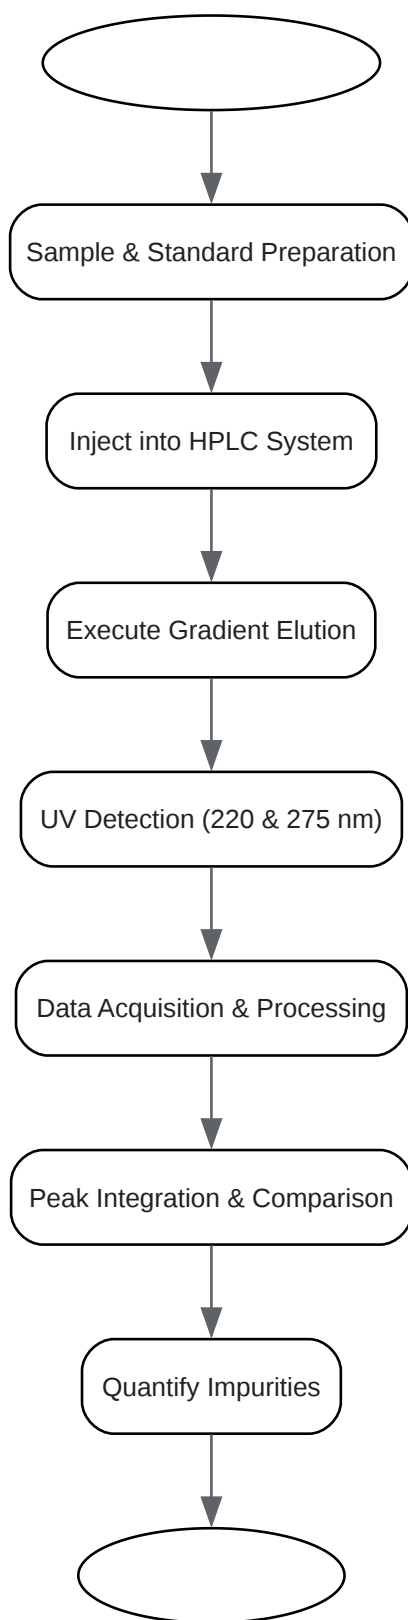 Sample & Standard Preparation
Inject into HPLC System
Execute Gradient Elution
UV Detection (220 & 275 nm)
Data Acquisition & Processing
Peak Integration & Comparison
Quantify Impurities